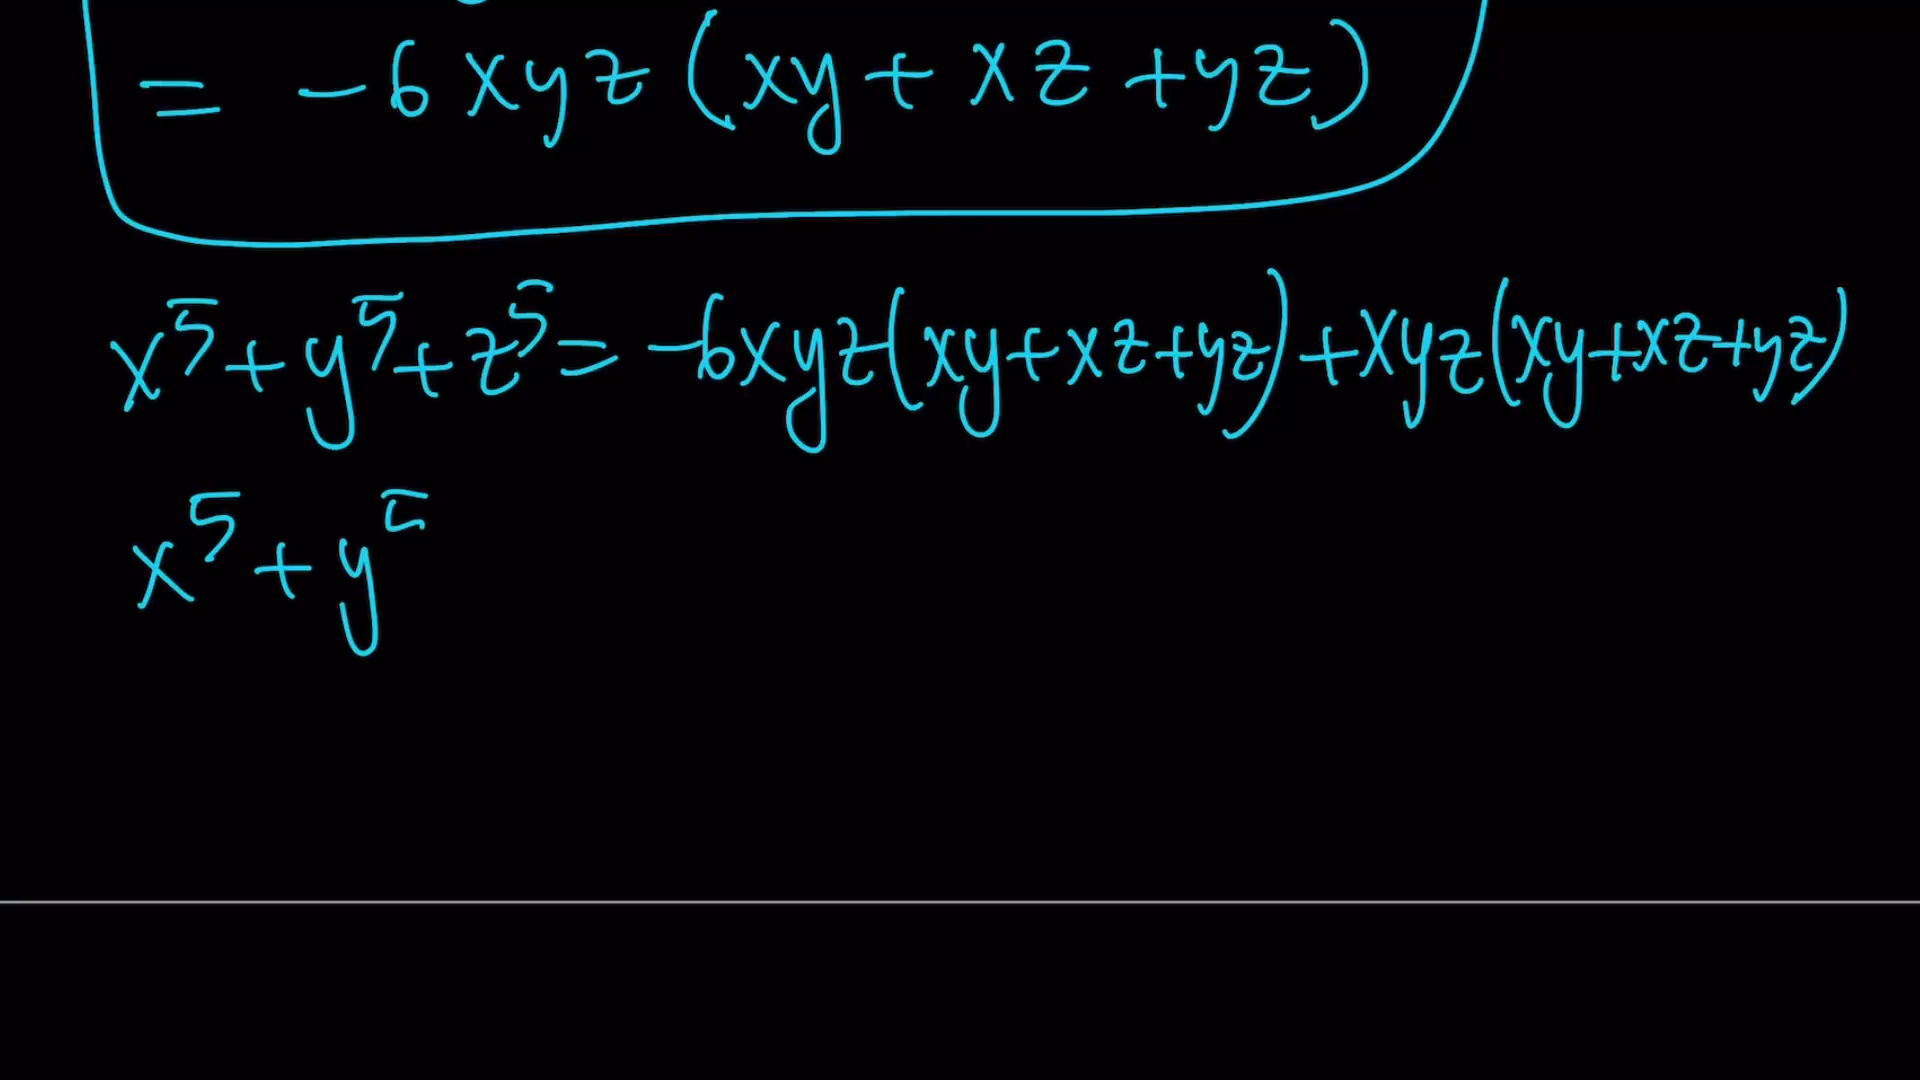 = -6xyz(xy+xz+yz)
x⁵+y⁵+z⁵= -6xyz(xy+xz+yz)+xyz(xy+xz+yz)
x⁵+y⁵